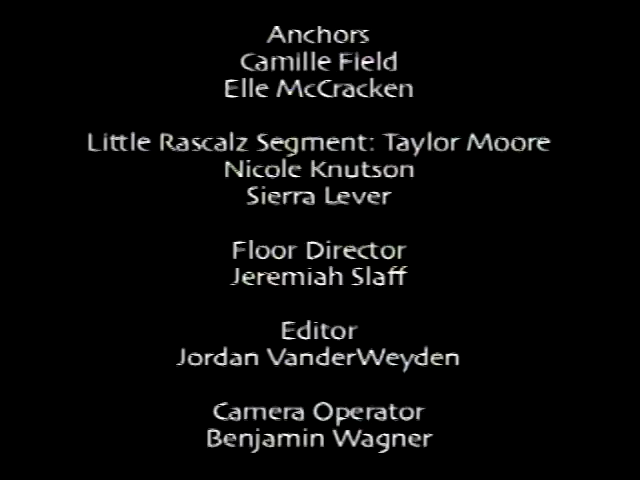 Anchors
Camille Field
Elle McCracken
Little Rascalz Segment: Taylor Moore
Nicole Knutson
Sierra Lever
Floor Director
Jeremiah Slaff
Editor
Jordan VanderWeyden
Camera Operator
Benjamin Wagner